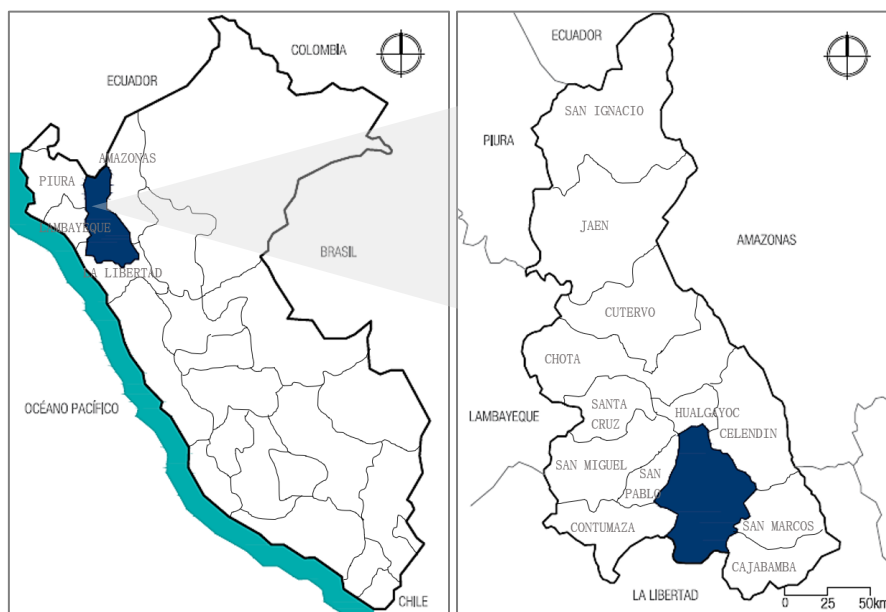 COLOMBÍA
ECUADOR
AMAZONAS
PIURA
LAMBAYEQUE
LA LIBERTAD
BRASIL
OCÉANO PACÍFICO
CHILE
ECUADOR
SAN IGNACIO
PIURA
JAEN
AMAZONAS
CUTERVO
CHOTA
LAMBAYEQUE
SANTA
CRUZ
HUALGAYOC
CELENDIN
SAN MIGUEL
SAN
PABLO
CONTUMAZA
SAN MARCOS
CAJABAMBA
LA LIBERTAD
0 25 50km